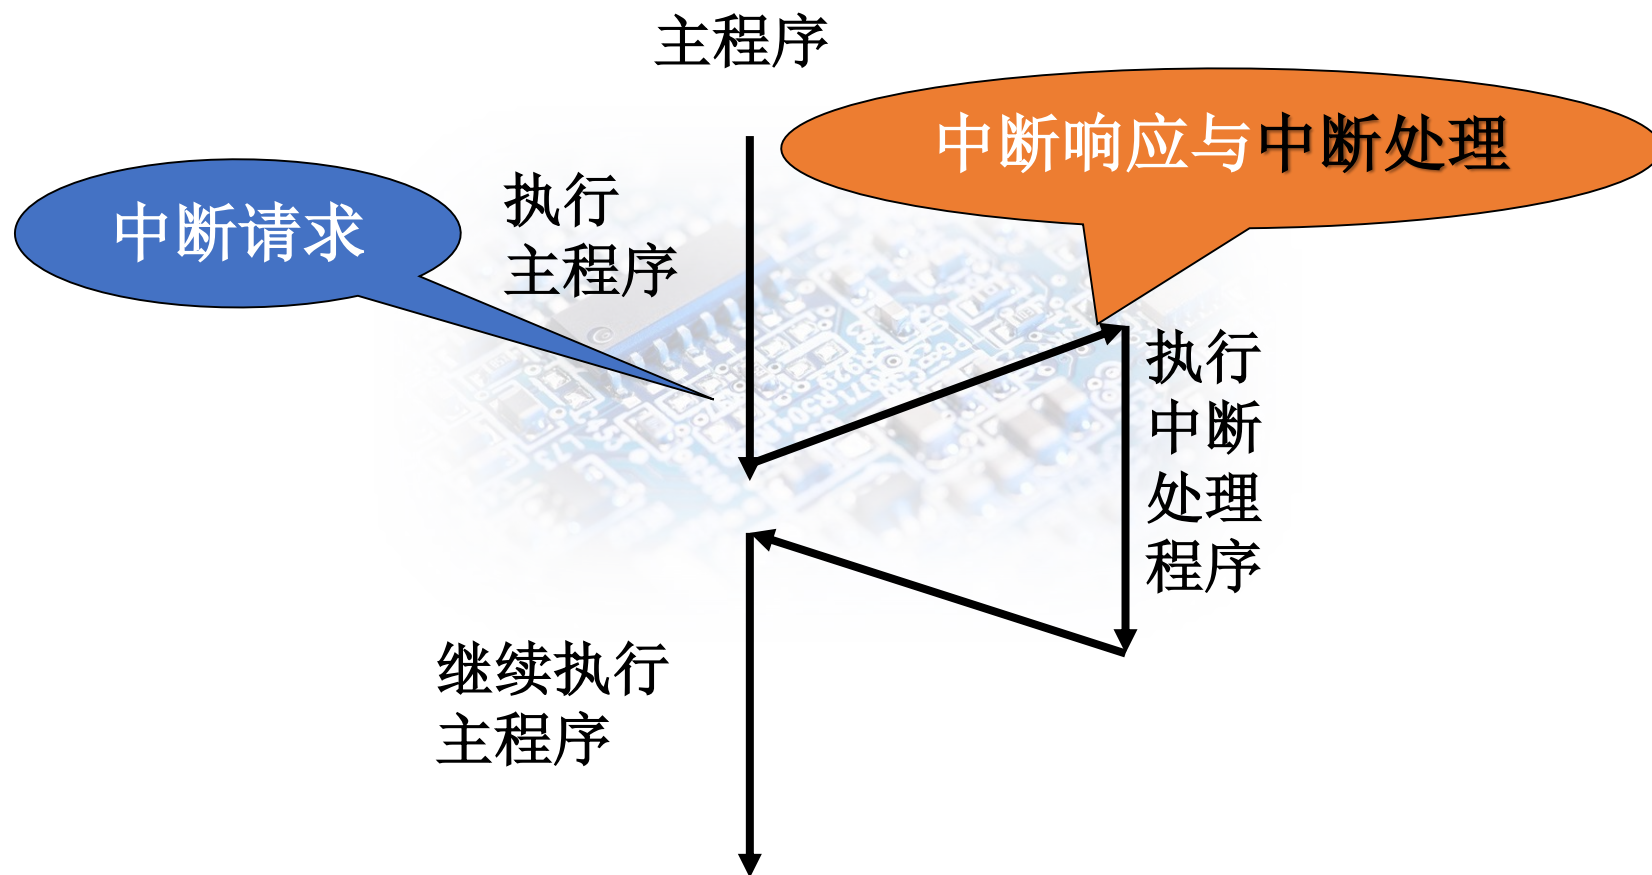 主程序
中断响应与中断处理
中断请求
执行
主程序
执行
中断
处理
程序
继续执行
主程序